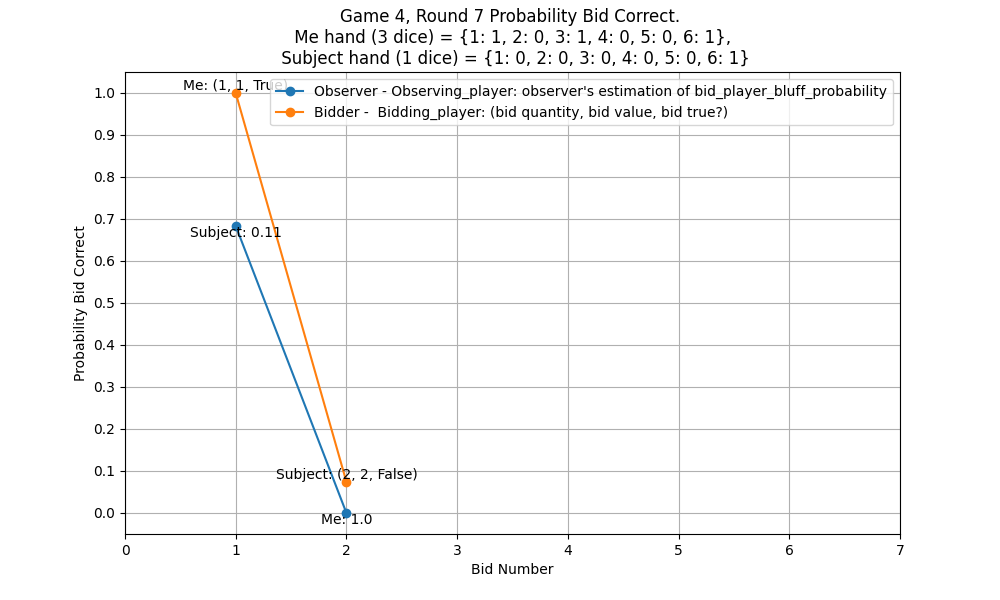 Game 4, Round 7 Probability Bid Correct.
Me hand (3 dice) = {1: 1, 2: 0, 3: 1, 4: 0, 5: 0, 6: 1},
Subject hand (1 dice) = {1: 0, 2: 0, 3: 0, 4: 0, 5: 0, 6: 1}
Me: (1, 1, True)
Observer - Observing_player: observer's estimation of bid_player_bluff_probability
Bidder -  Bidding_player: (bid quantity, bid value, bid true?)
1.0
0.9
0.8
0.7
0.6
0.5
0.4
0.3
0.2
0.1
0.0
Probability Bid Correct
Subject: 0.11
Subject: (2, 2, False)
Me: 1.0
0 1 2 3 4 5 6 7
Bid Number